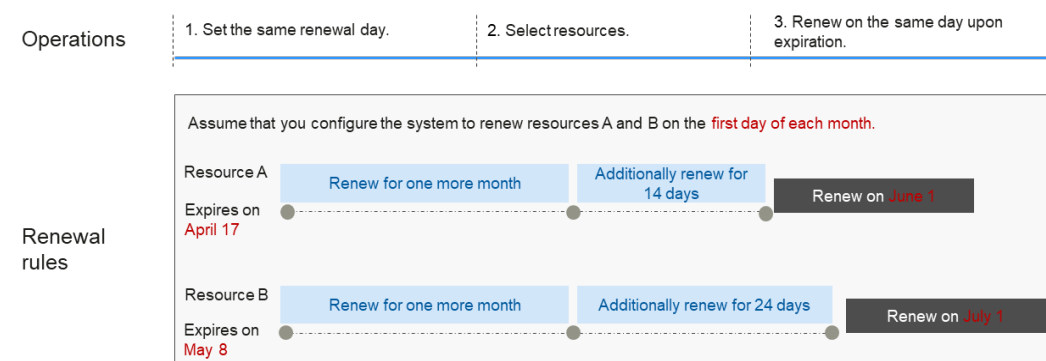 Operations
1. Set the same renewal day.
2. Select resources.
3. Renew on the same day upon
expiration.
Renewal
rules
Assume that you configure the system to renew resources A and B on the first day of each month.
Resource A
Renew for one more month
Additionally renew for
14 days
Renew on June 1
Expires on
April 17
Resource B
Renew for one more month
Additionally renew for 24 days
Renew on July 1
Expires on
May 8